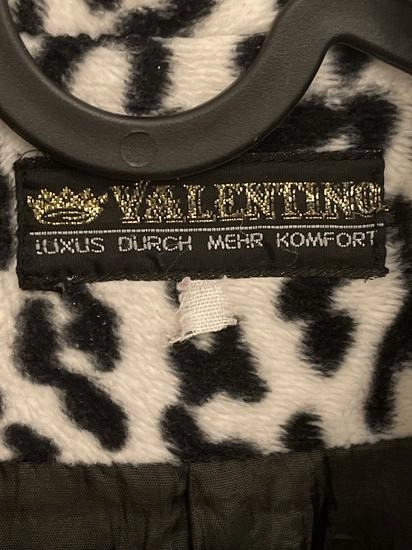 VALENTINO
LUXUS DURCH MEHR KOMFORT